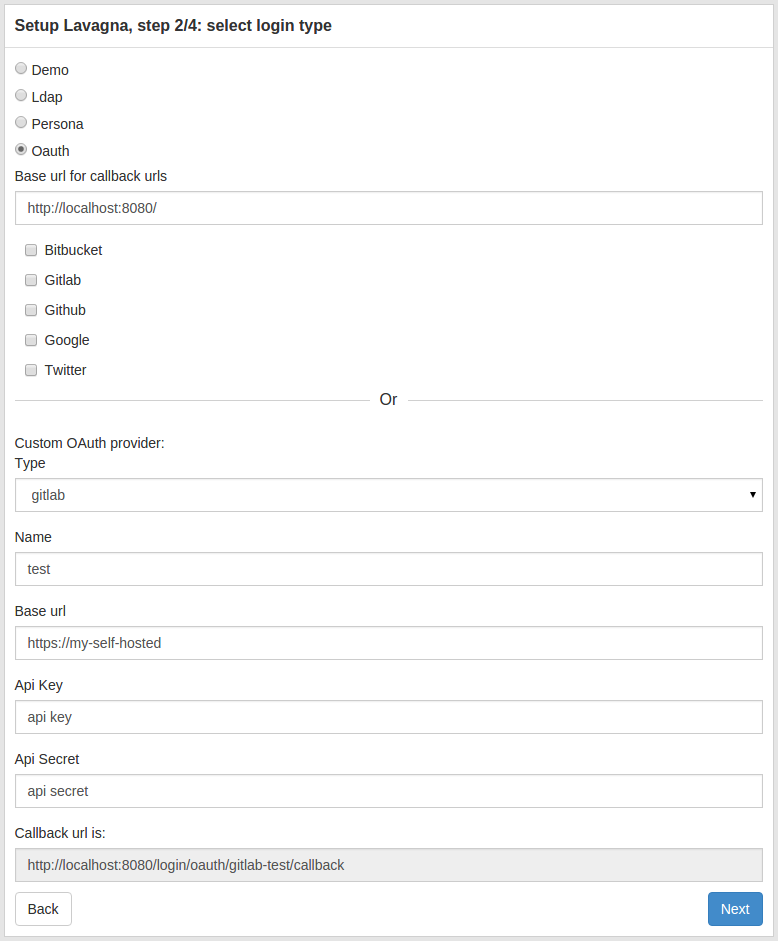 Setup Lavagna, step 2/4: select login type
Demo
Ldap
Persona
Oauth
Base url for callback urls
http://localhost:8080/
Bitbucket
Gitlab
Github
Google
Twitter
Or
Custom OAuth provider:
Type
gitlab
Name
test
Base url
https://my-self-hosted
Api Key
api key
Api Secret
api secret
Callback url is:
http://localhost:8080/login/oauth/gitlab-test/callback
Back Next